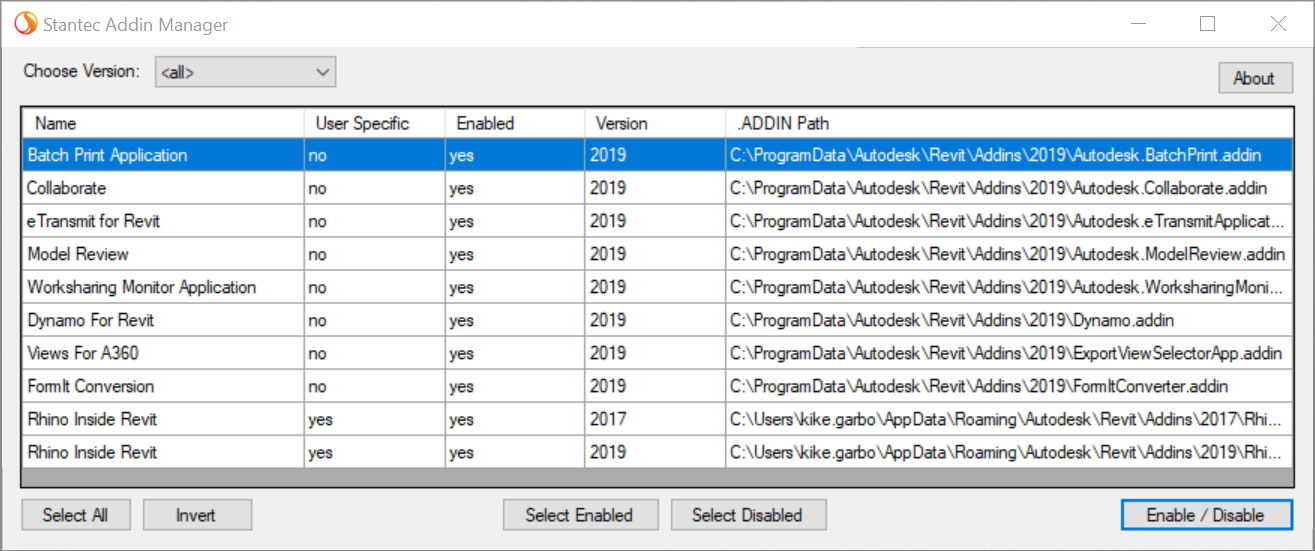 Stantec Addin Manager
Choose Version: <all>
About
Name User Specific Enabled Version .ADDIN Path
Batch Print Application no yes 2019 C:\ProgramData\Autodesk\Revit\Addins\2019\Autodesk.BatchPrint.addin
Collaborate no yes 2019 C:\ProgramData\Autodesk\Revit\Addins\2019\Autodesk.Collaborate.addin
eTransmit for Revit no yes 2019 C:\ProgramData\Autodesk\Revit\Addins\2019\Autodesk.eTransmitApplicat...
Model Review no yes 2019 C:\ProgramData\Autodesk\Revit\Addins\2019\Autodesk.ModelReview.addin
Worksharing Monitor Application no yes 2019 C:\ProgramData\Autodesk\Revit\Addins\2019\Autodesk.WorksharingMoni...
Dynamo For Revit no yes 2019 C:\ProgramData\Autodesk\Revit\Addins\2019\Dynamo.addin
Views For A360 no yes 2019 C:\ProgramData\Autodesk\Revit\Addins\2019\ExportViewSelectorApp.addin
FormIt Conversion no yes 2019 C:\ProgramData\Autodesk\Revit\Addins\2019\FormItConverter.addin
Rhino Inside Revit yes yes 2017 C:\Users\kike.garbo\AppData\Roaming\Autodesk\Revit\Addins\2017\Rhi...
Rhino Inside Revit yes yes 2019 C:\Users\kike.garbo\AppData\Roaming\Autodesk\Revit\Addins\2019\Rhi...
Select All Invert Select Enabled Select Disabled Enable / Disable